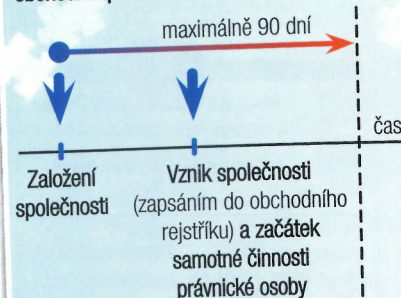 maximálně 90 dní
čas
Založení
společnosti
Vznik společnosti
(zapsáním do obchodního
rejstříku) a začátek
samotné činnosti
právnické osoby